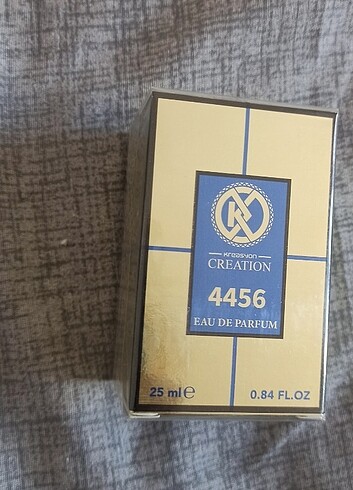 K
Kreasyon
CREATION
4456
EAU DE PARFUM
25 ml e
0.84 FL.OZ